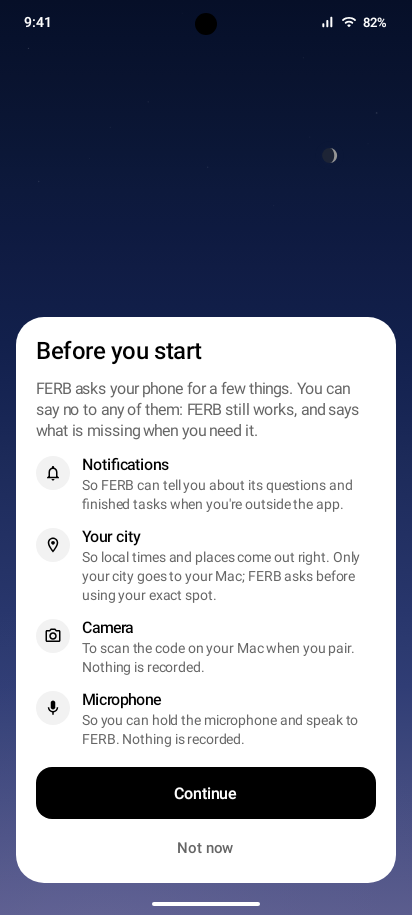 9:41
82%
Before you start
FERB asks your phone for a few things. You can
say no to any of them: FERB still works, and says
what is missing when you need it.
Notifications
So FERB can tell you about its questions and
finished tasks when you're outside the app.
Your city
So local times and places come out right. Only
your city goes to your Mac; FERB asks before
using your exact spot.
Camera
To scan the code on your Mac when you pair.
Nothing is recorded.
Microphone
So you can hold the microphone and speak to
FERB. Nothing is recorded.
Continue
Not now